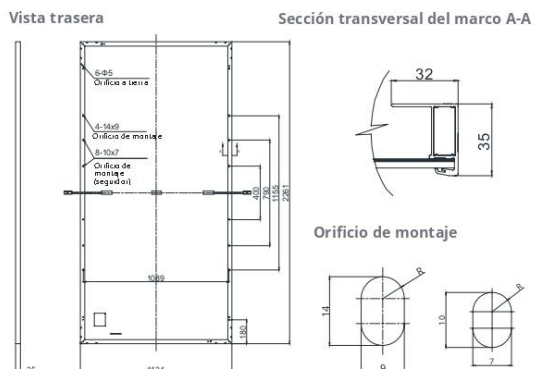 Vista trasera
Sección transversal del marco A-A
6-Φ5
Orificio a tierra
4-14x9
Orificio de montaje
8-10x7
Orificio de
montaje
(seguidor)
400
790
1155
2261
1089
180
32
35
Orificio de montaje
14
R
10
R
7